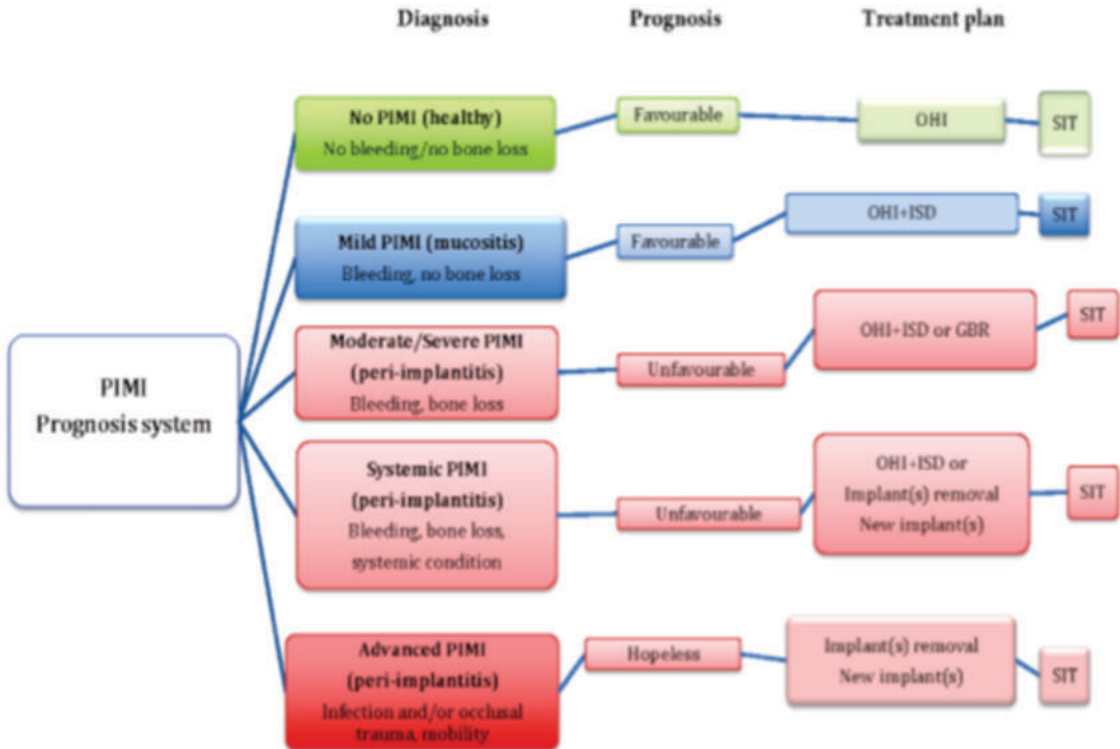 Diagnosis
Prognosis
Treatment plan
PIMI
Prognosis system
No PIMI (healthy)
No bleeding/no bone loss
Favourable
OHI
SIT
Mild PIMI (mucositis)
Bleeding, no bone loss
Favourable
OHI+ISD
SIT
Moderate/Severe PIMI
(peri-implantitis)
Bleeding, bone loss
Unfavourable
OHI+ISD or GBR
SIT
Systemic PIMI
(peri-implantitis)
Bleeding, bone loss,
systemic condition
Unfavourable
OHI+ISD or
Implant(s) removal
New implant(s)
SIT
Advanced PIMI
(peri-implantitis)
Infection and/or occlusal
trauma, mobility
Hopeless
Implant(s) removal
New implant(s)
SIT